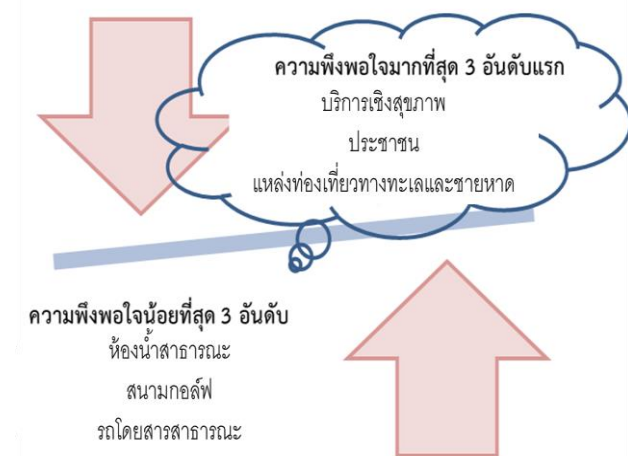 ความพึงพอใจมากที่สุด 3 อันดับแรก
บริการเชิงสุขภาพ
ประชาชน
แหล่งท่องเที่ยวทางทะเลและชายหาด
ความพึงพอใจน้อยที่สุด 3 อันดับ
ห้องน้ำสาธารณะ
สนามกอล์ฟ
รถโดยสารสาธารณะ